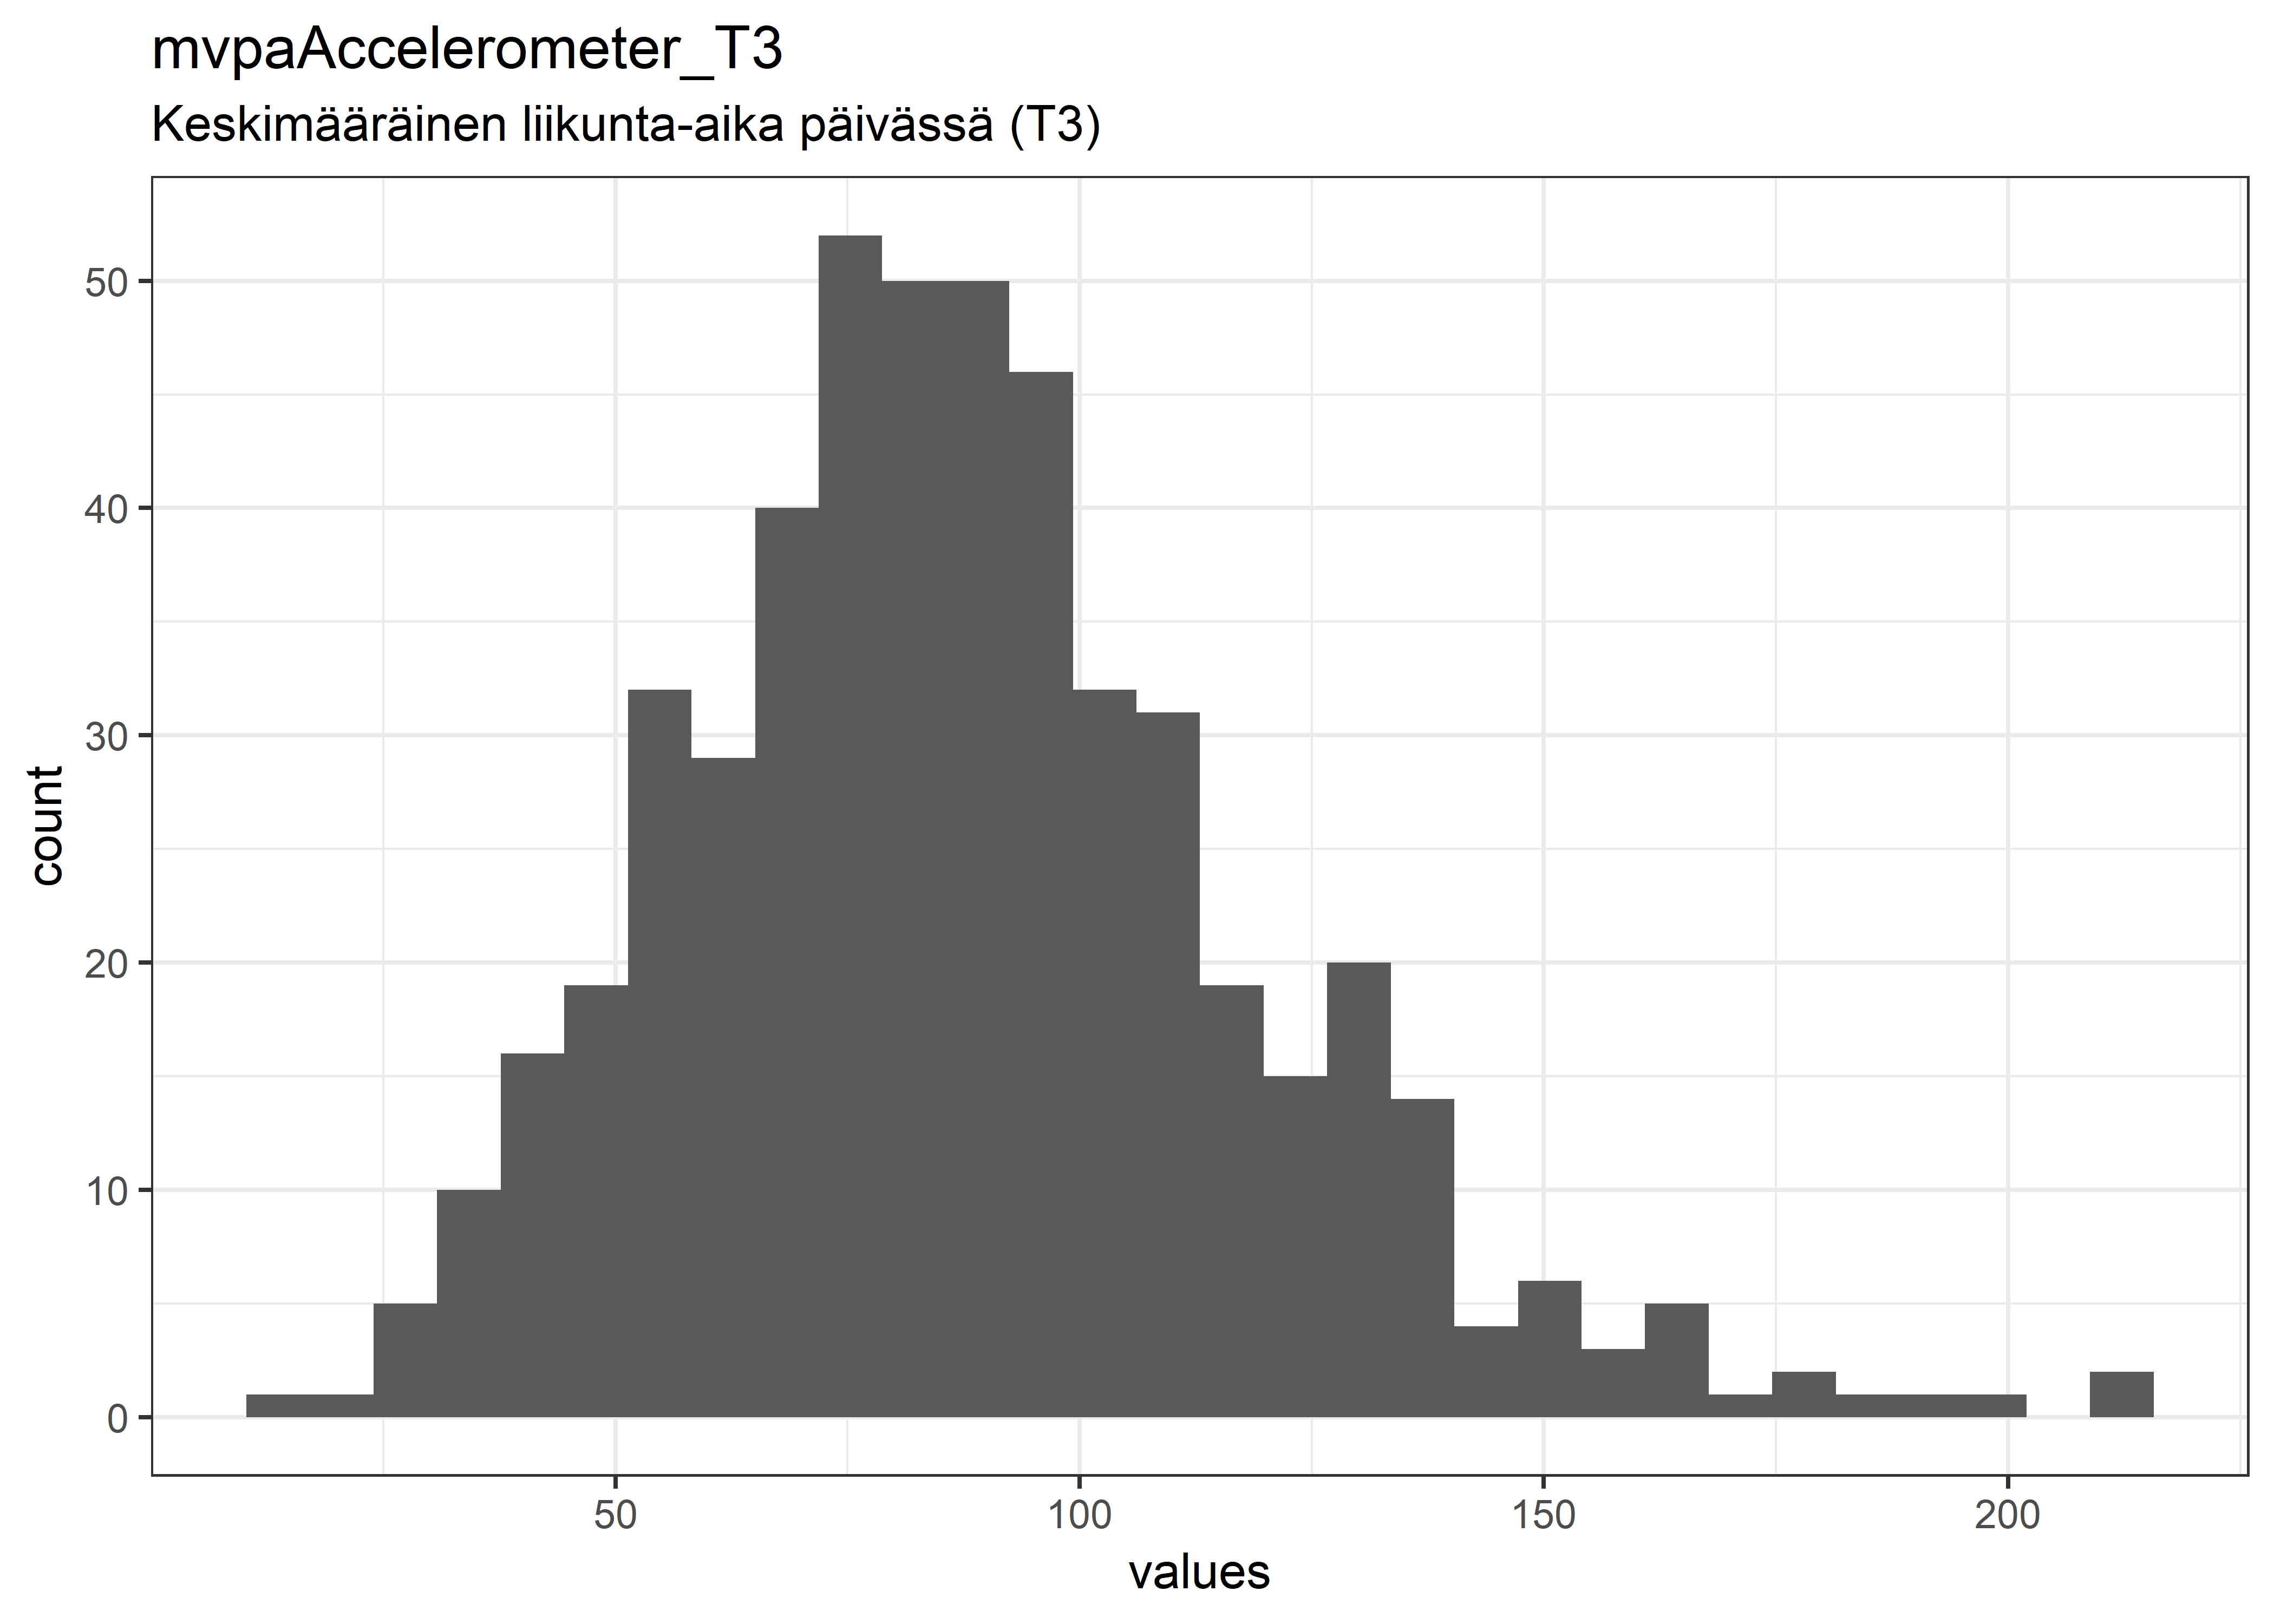 mvpaAccelerometer_T3
Keskimääräinen liikunta-aika päivässä (T3)
50
40
30
20
10
0
count
50 100 150 200
values